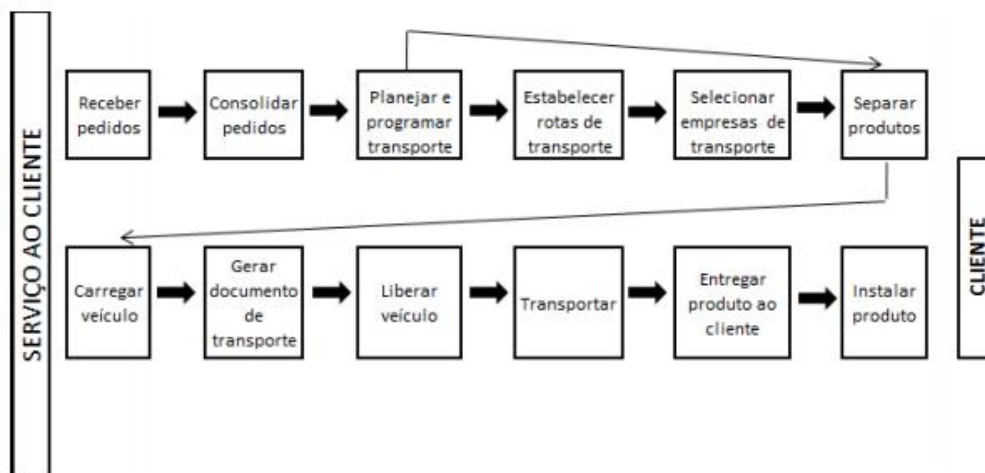 SERVIÇO AO CLIENTE
Receber
pedidos
Consolidar
pedidos
Planejar e
programar
transporte
Estabelecer
rotas de
transporte
Selecionar
empresas de
transporte
Separar
produtos
Carregar
veículo
Gerar
documento
de
transporte
Liberar
veículo
Transportar
Entregar
produto ao
cliente
Instalar
produto
CLIENTE